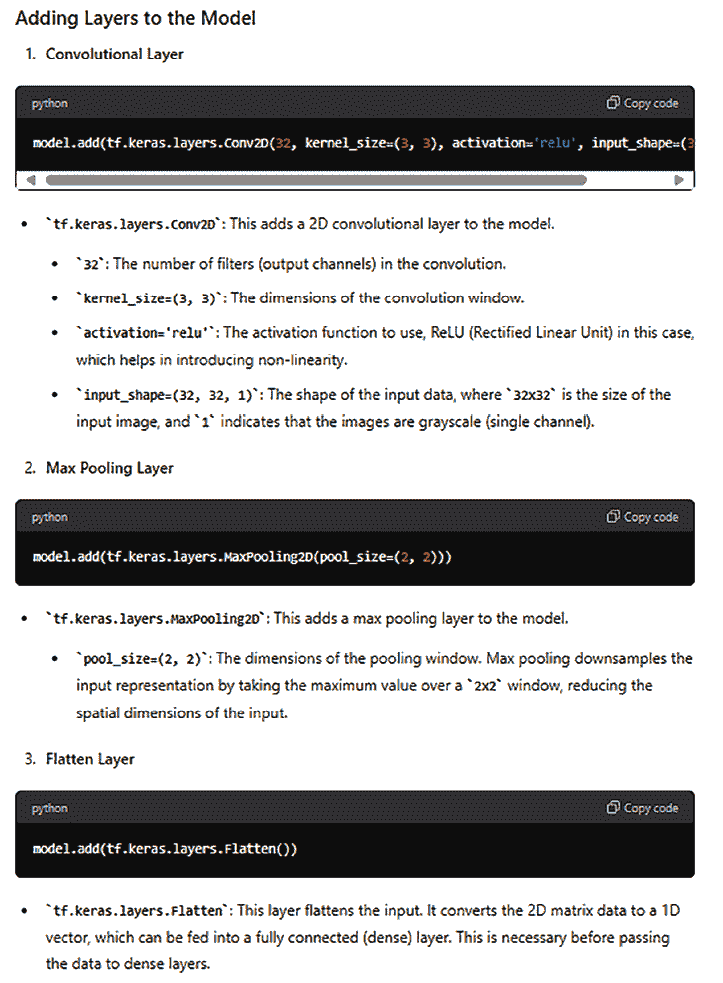 Adding Layers to the Model
1. Convolutional Layer
python
Copy code
model.add(tf.keras.layers.Conv2D(32, kernel_size=(3, 3), activation='relu', input_shape=(3
• `tf.keras.layers.Conv2D`: This adds a 2D convolutional layer to the model.
• `32`: The number of filters (output channels) in the convolution.
• `kernel_size=(3, 3)`: The dimensions of the convolution window.
• `activation='relu'`: The activation function to use, ReLU (Rectified Linear Unit) in this case,
which helps in introducing non-linearity.
• `input_shape=(32, 32, 1)`: The shape of the input data, where `32x32` is the size of the
input image, and `1` indicates that the images are grayscale (single channel).
2. Max Pooling Layer
python
Copy code
model.add(tf.keras.layers.MaxPooling2D(pool_size=(2, 2)))
• `tf.keras.layers.MaxPooling2D`: This adds a max pooling layer to the model.
• `pool_size=(2, 2)`: The dimensions of the pooling window. Max pooling downsamples the
input representation by taking the maximum value over a `2x2` window, reducing the
spatial dimensions of the input.
3. Flatten Layer
python
Copy code
model.add(tf.keras.layers.Flatten())
• `tf.keras.layers.Flatten`: This layer flattens the input. It converts the 2D matrix data to a 1D
vector, which can be fed into a fully connected (dense) layer. This is necessary before passing
the data to dense layers.